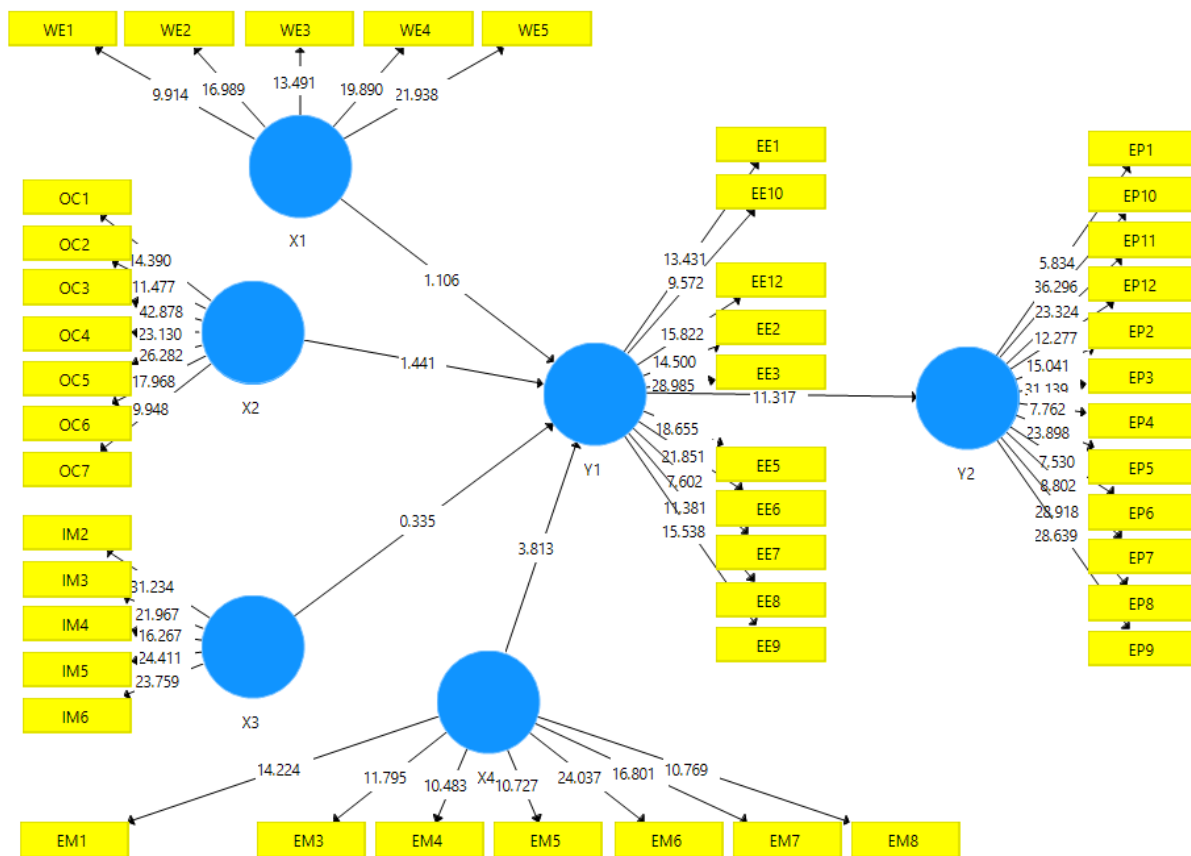 WE1 WE2 WE3 WE4 WE5
9.914 16.989 13.491 19.890 21.938
X1
OC1
OC2
OC3
OC4
OC5
OC6
OC7
14.390
11.477
42.878
23.130
26.282
17.968
9.948
X2
IM2
IM3
IM4
IM5
IM6
31.234
21.967
16.267
24.411
23.759
X3
1.106
1.441
0.335
3.813
X4
14.224 11.795 10.483 10.727 24.037 16.801 10.769
EM1 EM3 EM4 EM5 EM6 EM7 EM8
Y1
EE1
EE10
EE12
EE2
EE3
EE5
EE6
EE7
EE8
EE9
13.431
9.572
15.822
14.500
28.985
18.655
21.851
7.602
11.381
15.538
11.317
Y2
5.834
36.296
23.324
12.277
15.041
31.139
7.762
23.898
7.530
8.802
28.918
28.639
EP1
EP10
EP11
EP12
EP2
EP3
EP4
EP5
EP6
EP7
EP8
EP9